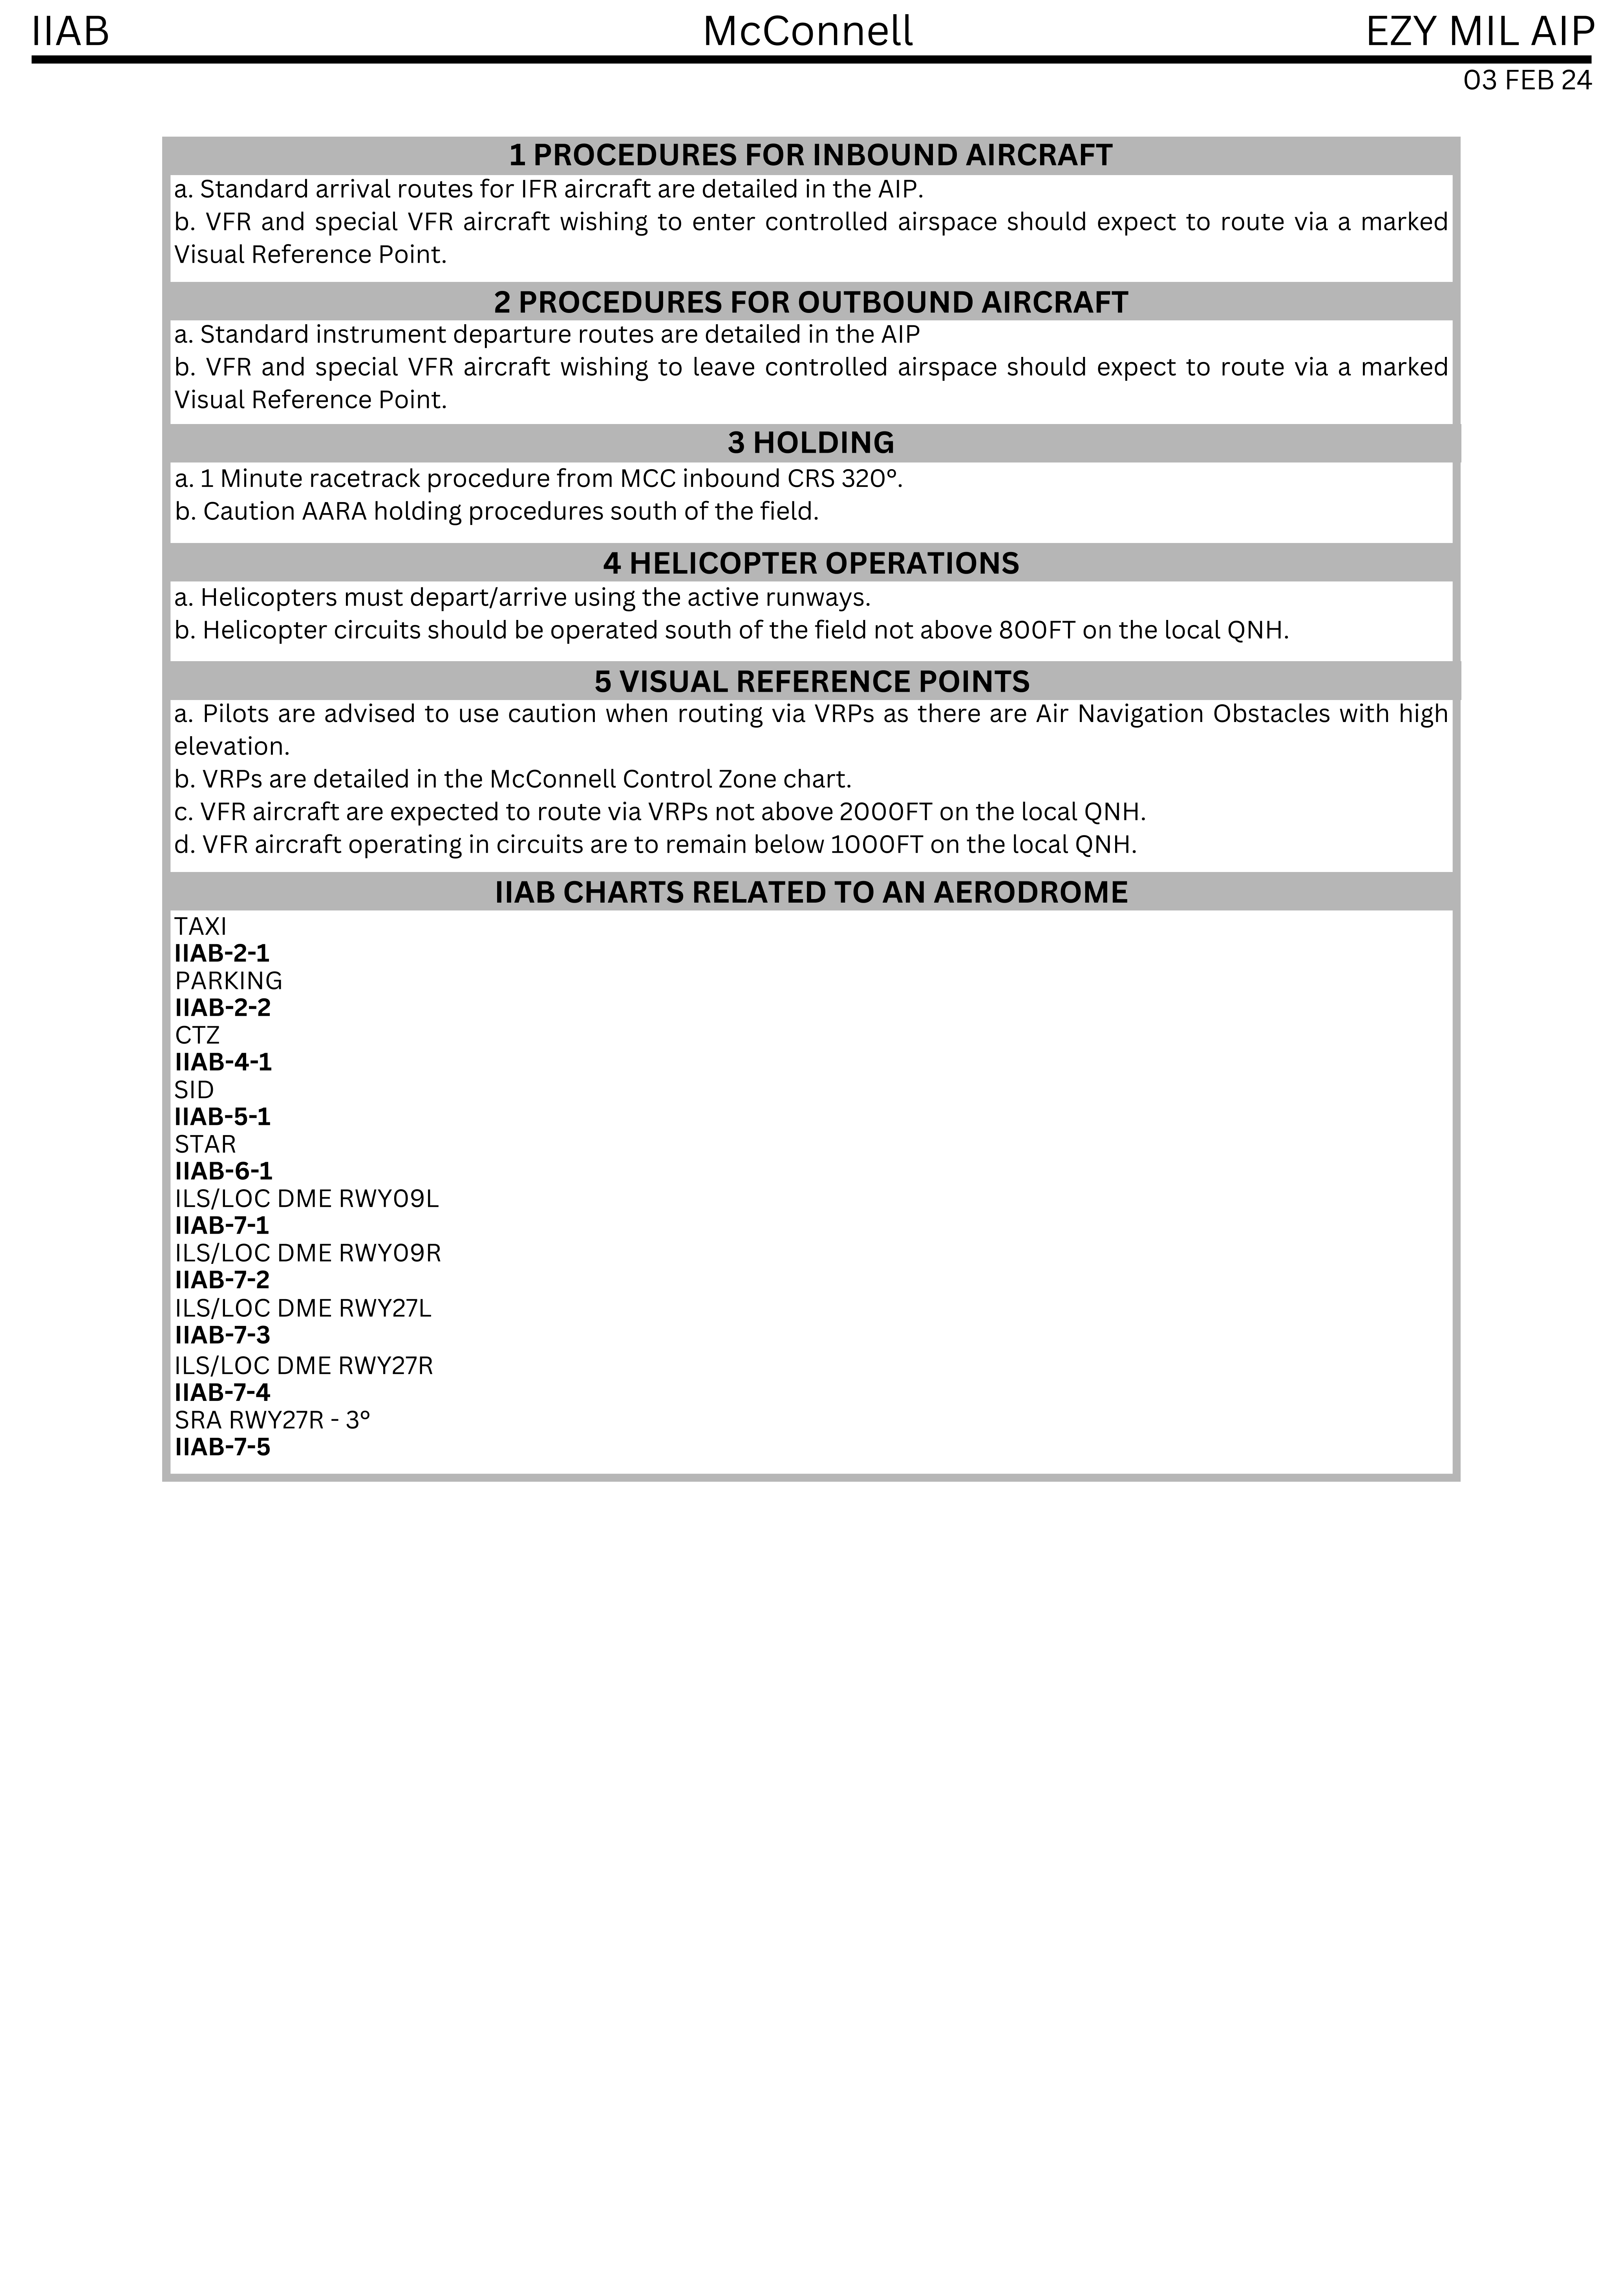 IIAB
McConnell
EZY MIL AIP
03 FEB 24
1 PROCEDURES FOR INBOUND AIRCRAFT
a. Standard arrival routes for IFR aircraft are detailed in the AIP.
b. VFR and special VFR aircraft wishing to enter controlled airspace should expect to route via a marked
Visual Reference Point.
2 PROCEDURES FOR OUTBOUND AIRCRAFT
a. Standard instrument departure routes are detailed in the AIP
b. VFR and special VFR aircraft wishing to leave controlled airspace should expect to route via a marked
Visual Reference Point.
3 HOLDING
a. 1 Minute racetrack procedure from MCC inbound CRS 320°.
b. Caution AARA holding procedures south of the field.
4 HELICOPTER OPERATIONS
a. Helicopters must depart/arrive using the active runways.
b. Helicopter circuits should be operated south of the field not above 800FT on the local QNH.
5 VISUAL REFERENCE POINTS
a. Pilots are advised to use caution when routing via VRPs as there are Air Navigation Obstacles with high
elevation.
b. VRPs are detailed in the McConnell Control Zone chart.
c. VFR aircraft are expected to route via VRPs not above 2000FT on the local QNH.
d. VFR aircraft operating in circuits are to remain below 1000FT on the local QNH.
IIAB CHARTS RELATED TO AN AERODROME
TAXI
IIAB-2-1
PARKING
IIAB-2-2
CTZ
IIAB-4-1
SID
IIAB-5-1
STAR
IIAB-6-1
ILS/LOC DME RWY09L
IIAB-7-1
ILS/LOC DME RWY09R
IIAB-7-2
ILS/LOC DME RWY27L
IIAB-7-3
ILS/LOC DME RWY27R
IIAB-7-4
SRA RWY27R - 3°
IIAB-7-5